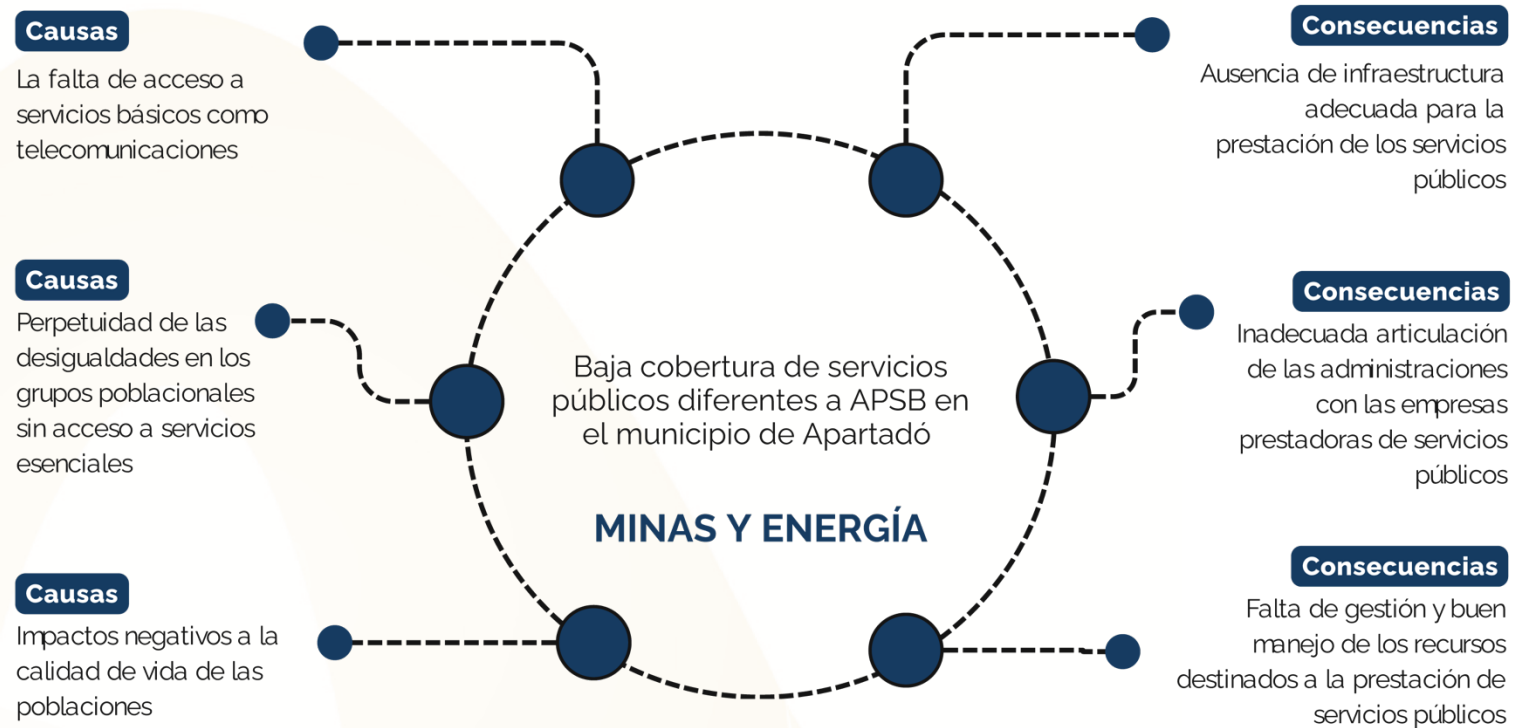 Causas
La falta de acceso a
servicios básicos como
telecomunicaciones
Causas
Perpetuidad de las
desigualdades en los
grupos poblacionales
sin acceso a servicios
esenciales
Causas
Impactos negativos a la
calidad de vida de las
poblaciones
Baja cobertura de servicios
públicos diferentes a APSB en
el municipio de Apartadó
MINAS Y ENERGÍA
Consecuencias
Ausencia de infraestructura
adecuada para la
prestación de los servicios
públicos
Consecuencias
Inadecuada articulación
de las administraciones
con las empresas
prestadoras de servicios
públicos
Consecuencias
Falta de gestión y buen
manejo de los recursos
destinados a la prestación de
servicios públicos